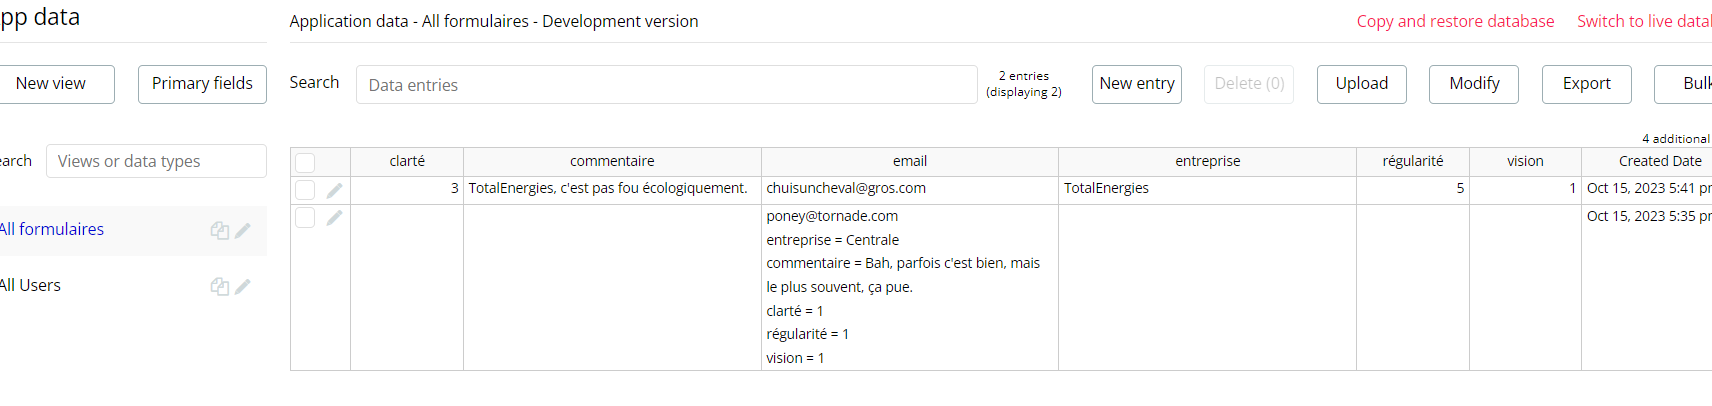 pp data
Application data - All formulaires - Development version
Copy and restore database
Switch to live datal
New view
Primary fields
Search
Data entries
2 entries
(displaying 2)
New entry
Delete (0)
Upload
Modify
Export
Bulk
earch
Views or data types
4 additional
clarté
commentaire
email
entreprise
régularité
vision
Created Date
3
TotalEnergies, c'est pas fou écologiquement.
chuisuncheval@gros.com
TotalEnergies
5
1
Oct 15, 2023 5:41 pr
poney@tornade.com
entreprise = Centrale
commentaire = Bah, parfois c'est bien, mais
le plus souvent, ça pue.
clarté = 1
régularité = 1
vision = 1
Oct 15, 2023 5:35 pr
All formulaires
All Users